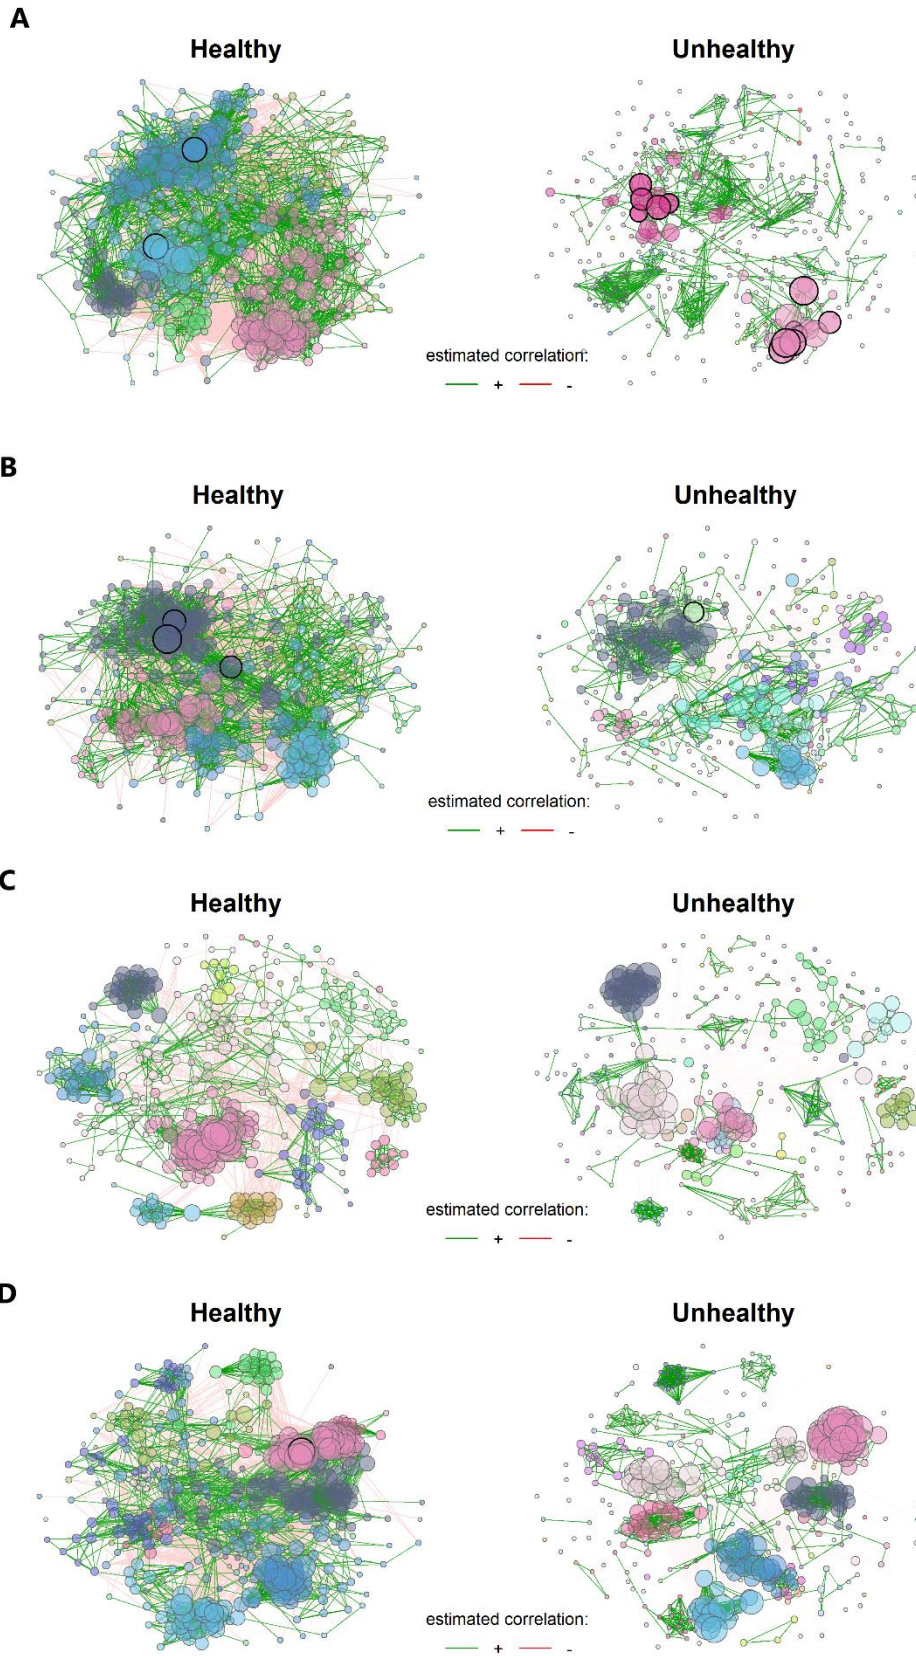 A
Healthy Unhealthy
estimated correlation:
+ -
B
Healthy Unhealthy
estimated correlation:
+ -
C
Healthy Unhealthy
estimated correlation:
+ -
D
Healthy Unhealthy
estimated correlation:
+ -